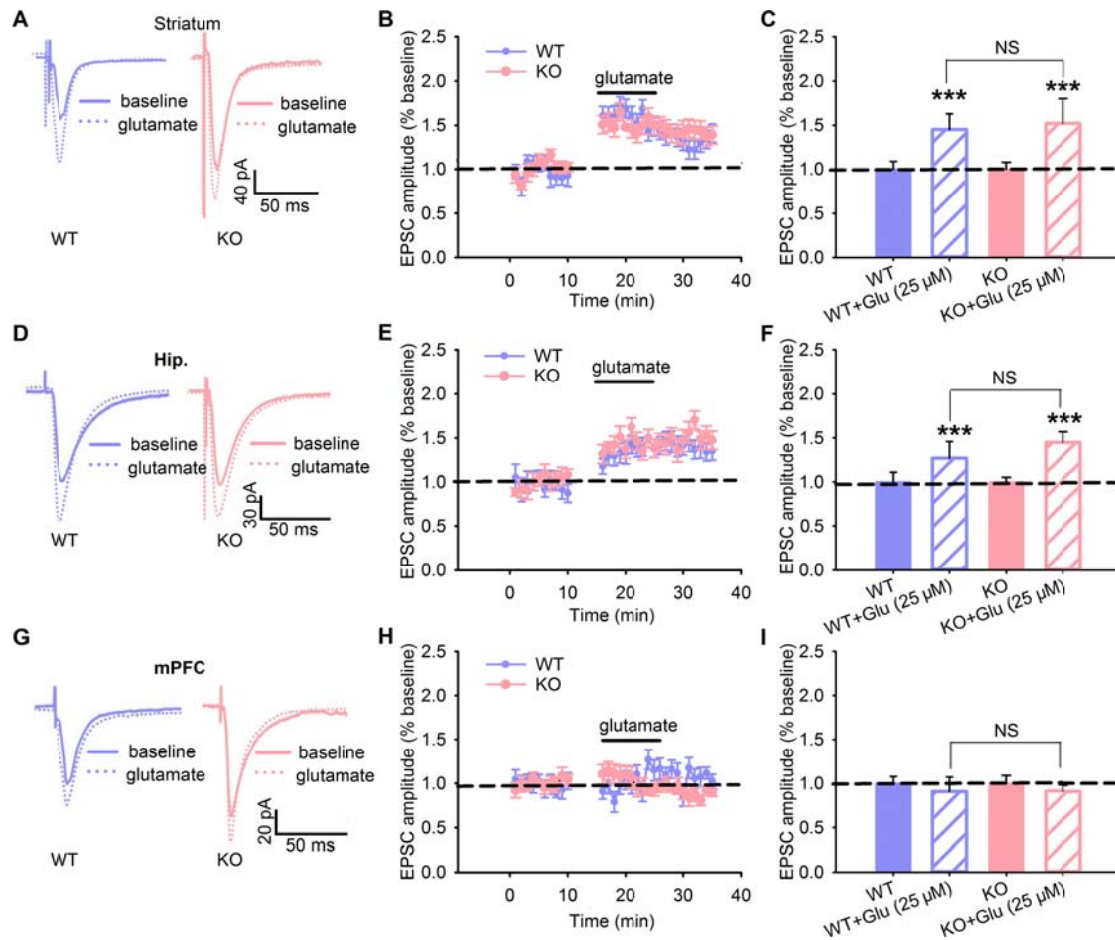 A
Striatum
baseline
glutamate
baseline
glutamate
40 pA
50 ms
WT
KO
B
EPSC amplitude (% baseline)
2.5
2.0
1.5
1.0
0.5
0.0
WT
KO
glutamate
0 10 20 30 40
Time (min)
C
EPSC amplitude (% baseline)
2.5
2.0
1.5
1.0
0.5
0.0
NS
*** ***
WT
WT+Glu (25 µM)
KO
KO+Glu (25 µM)
D
Hip.
baseline
glutamate
baseline
glutamate
30 pA
50 ms
WT
KO
E
EPSC amplitude (% baseline)
2.5
2.0
1.5
1.0
0.5
0.0
WT
KO
glutamate
0 10 20 30 40
Time (min)
F
EPSC amplitude (% baseline)
2.5
2.0
1.5
1.0
0.5
0.0
NS
*** ***
WT
WT+Glu (25 µM)
KO
KO+Glu (25 µM)
G
mPFC
baseline
glutamate
baseline
glutamate
20 pA
50 ms
WT
KO
H
EPSC amplitude (% baseline)
2.5
2.0
1.5
1.0
0.5
0.0
WT
KO
glutamate
0 10 20 30 40
Time (min)
I
EPSC amplitude (% baseline)
2.5
2.0
1.5
1.0
0.5
0.0
NS
WT
WT+Glu (25 µM)
KO
KO+Glu (25 µM)